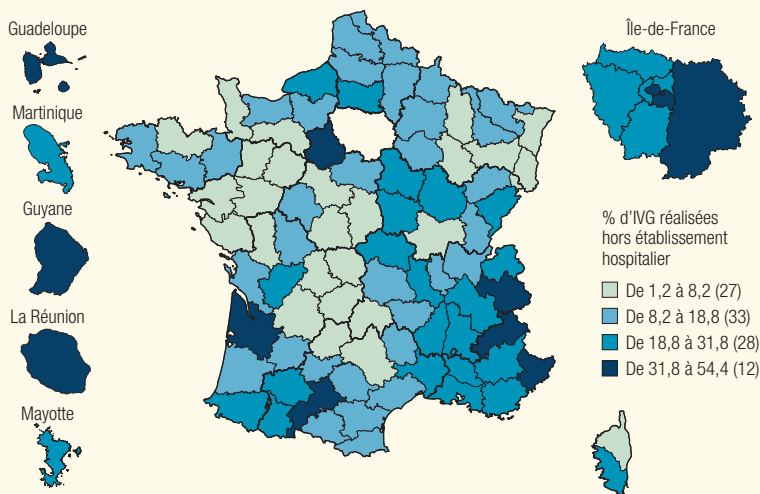 Guadeloupe
Martinique
Guyane
La Réunion
Mayotte
Île-de-France
% d'IVG réalisées
hors établissement
hospitalier
De 1,2 à 8,2 (27)
De 8,2 à 18,8 (33)
De 18,8 à 31,8 (28)
De 31,8 à 54,4 (12)